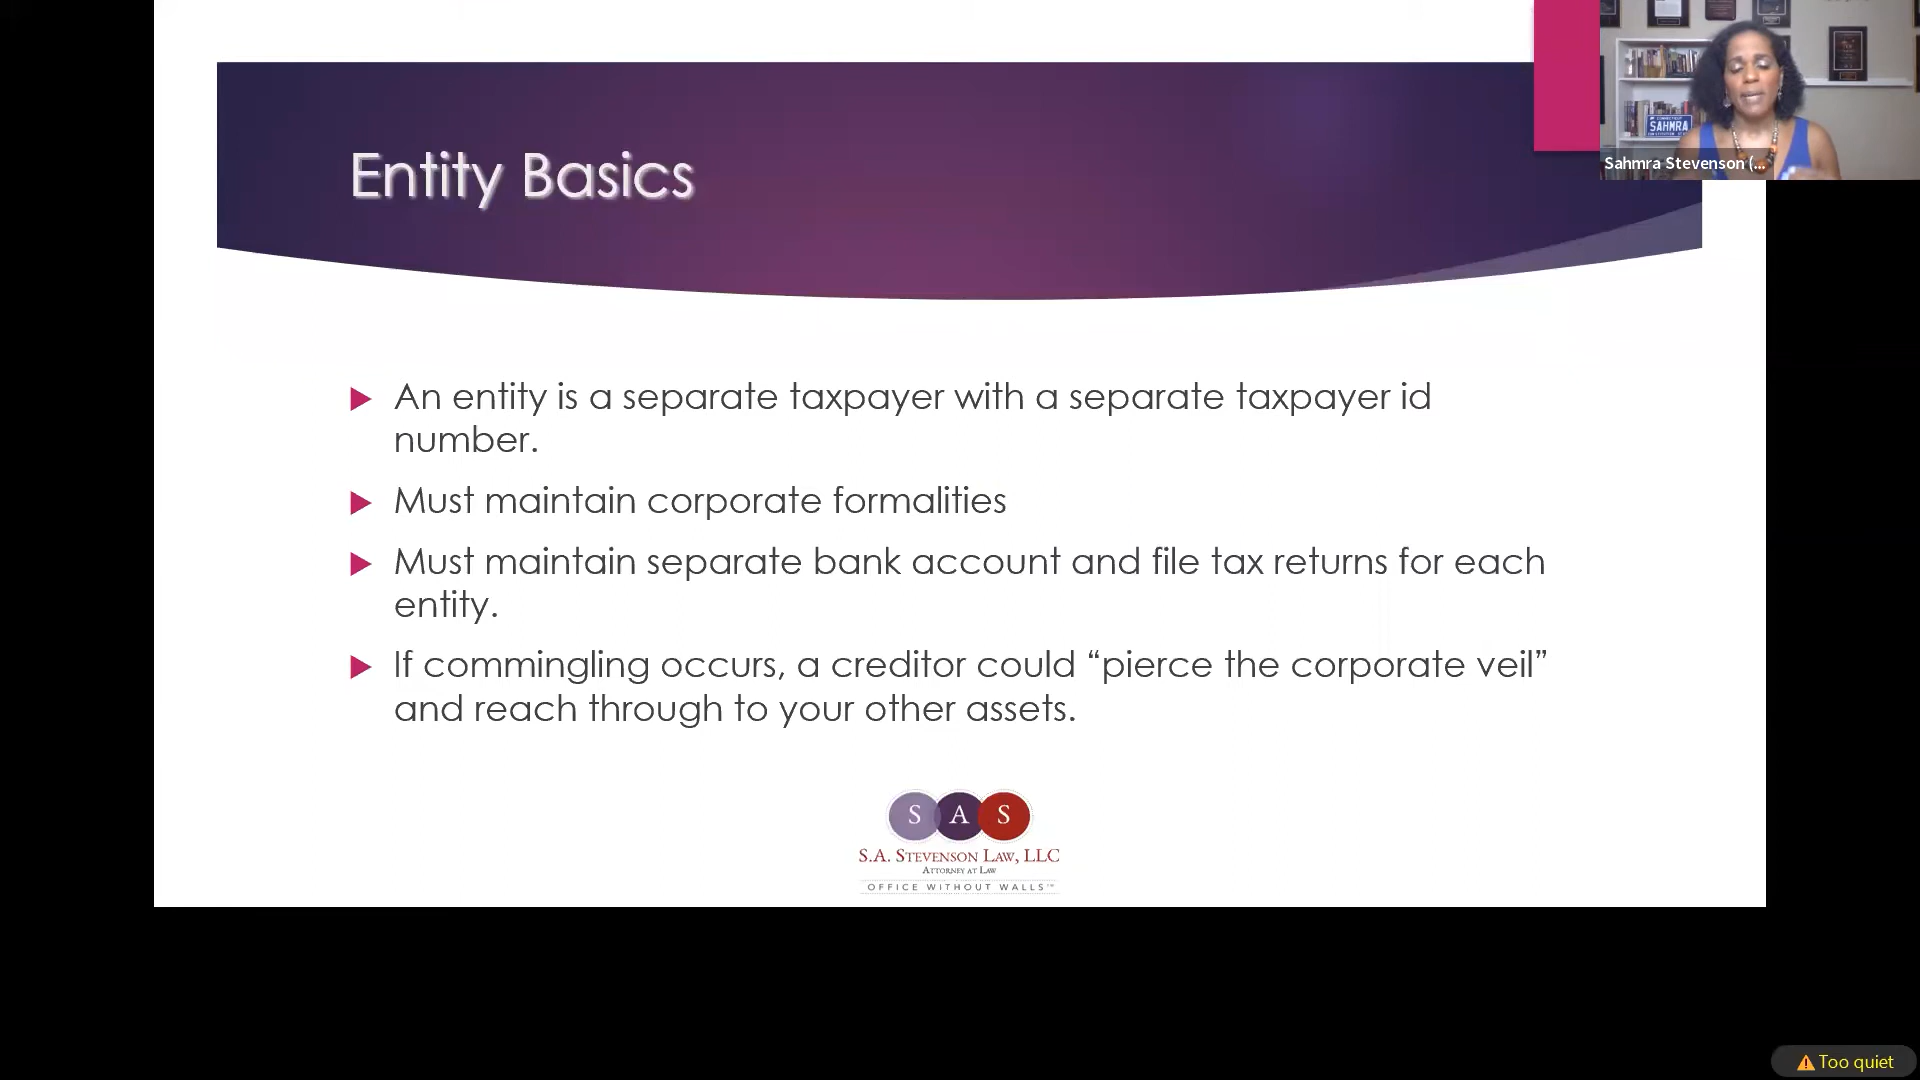 Entity Basics
SAHMRA
Sahmra Stevenson (...
An entity is a separate taxpayer with a separate taxpayer id
number.
Must maintain corporate formalities
Must maintain separate bank account and file tax returns for each
entity.
If commingling occurs, a creditor could “pierce the corporate veil”
and reach through to your other assets.
S A S
S.A. STEVENSON LAW, LLC
ATTORNEY AT LAW
OFFICE WITHOUT WALLS™
Too quiet